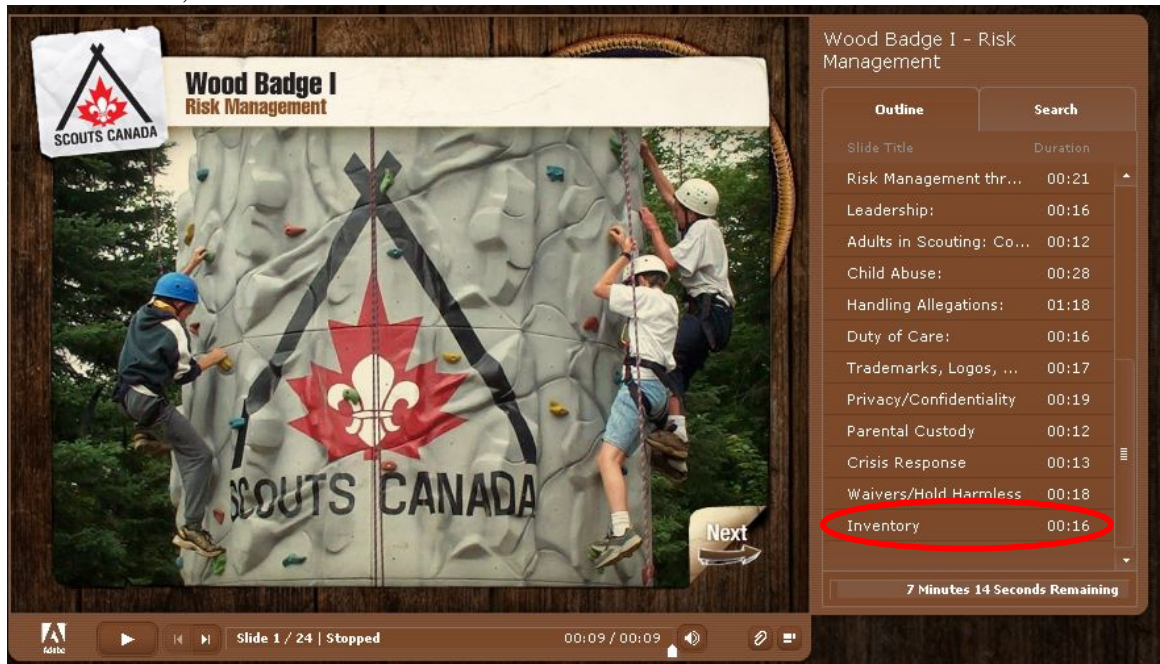 Wood Badge I
Risk Management
SCOUTS CANADA
SCOUTS CANADA
Next
Wood Badge I - Risk
Management
Outline Search
Slide Title Duration
Risk Management thr... 00:21
Leadership: 00:16
Adults in Scouting: Co... 00:12
Child Abuse: 00:28
Handling Allegations: 01:18
Duty of Care: 00:16
Trademarks, Logos, ... 00:17
Privacy/Confidentiality 00:19
Parental Custody 00:12
Crisis Response 00:13
Waivers/Hold Harmless 00:18
Inventory 00:16
7 Minutes 14 Seconds Remaining
Adobe
Slide 1 / 24 | Stopped 00:09 / 00:09